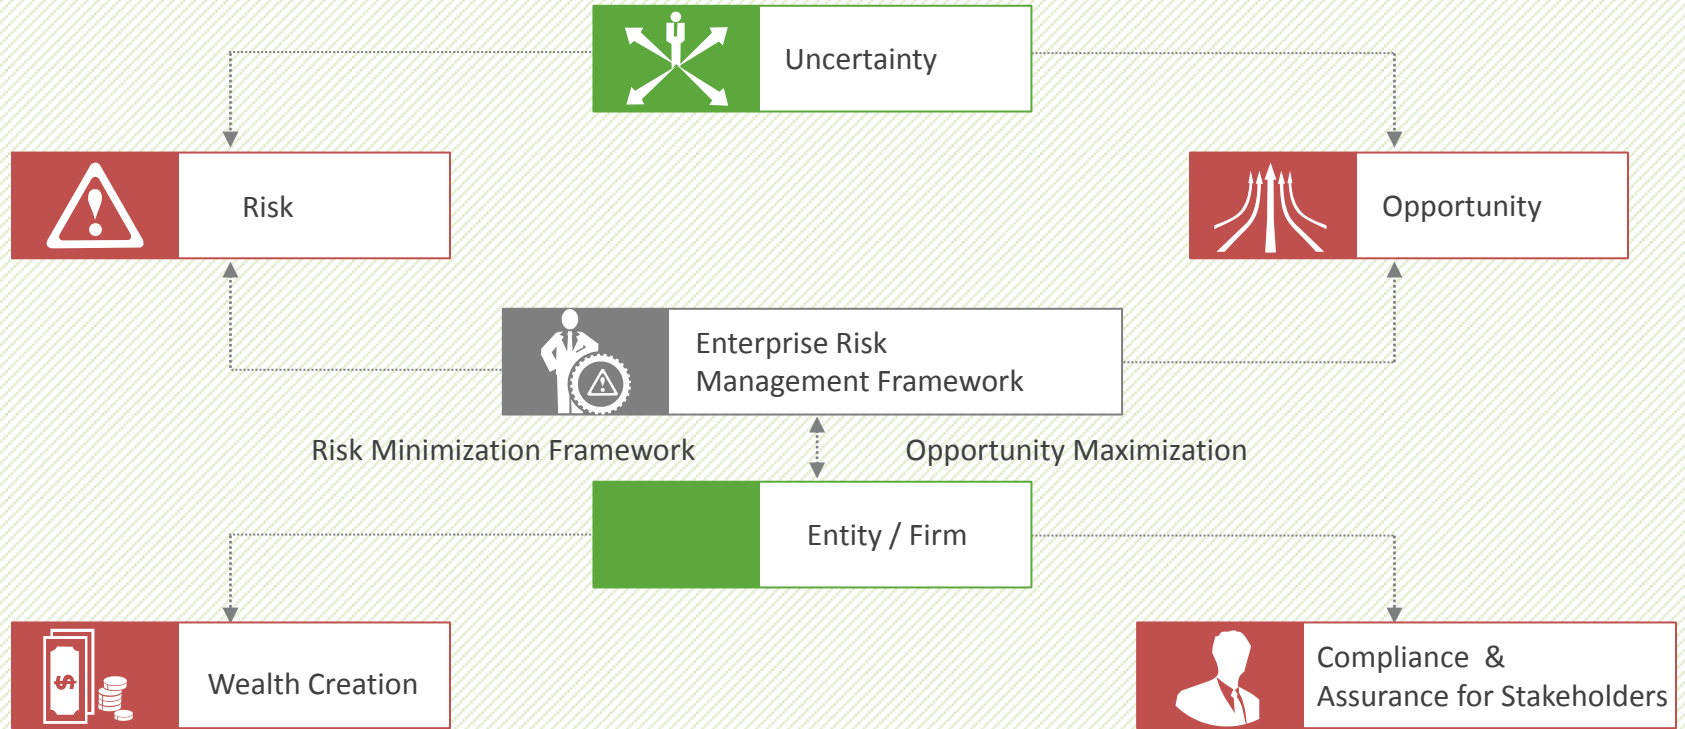 Uncertainty
Risk
Opportunity
Enterprise Risk
Management Framework
Risk Minimization Framework
Opportunity Maximization
Entity / Firm
$
Wealth Creation
Compliance &
Assurance for Stakeholders